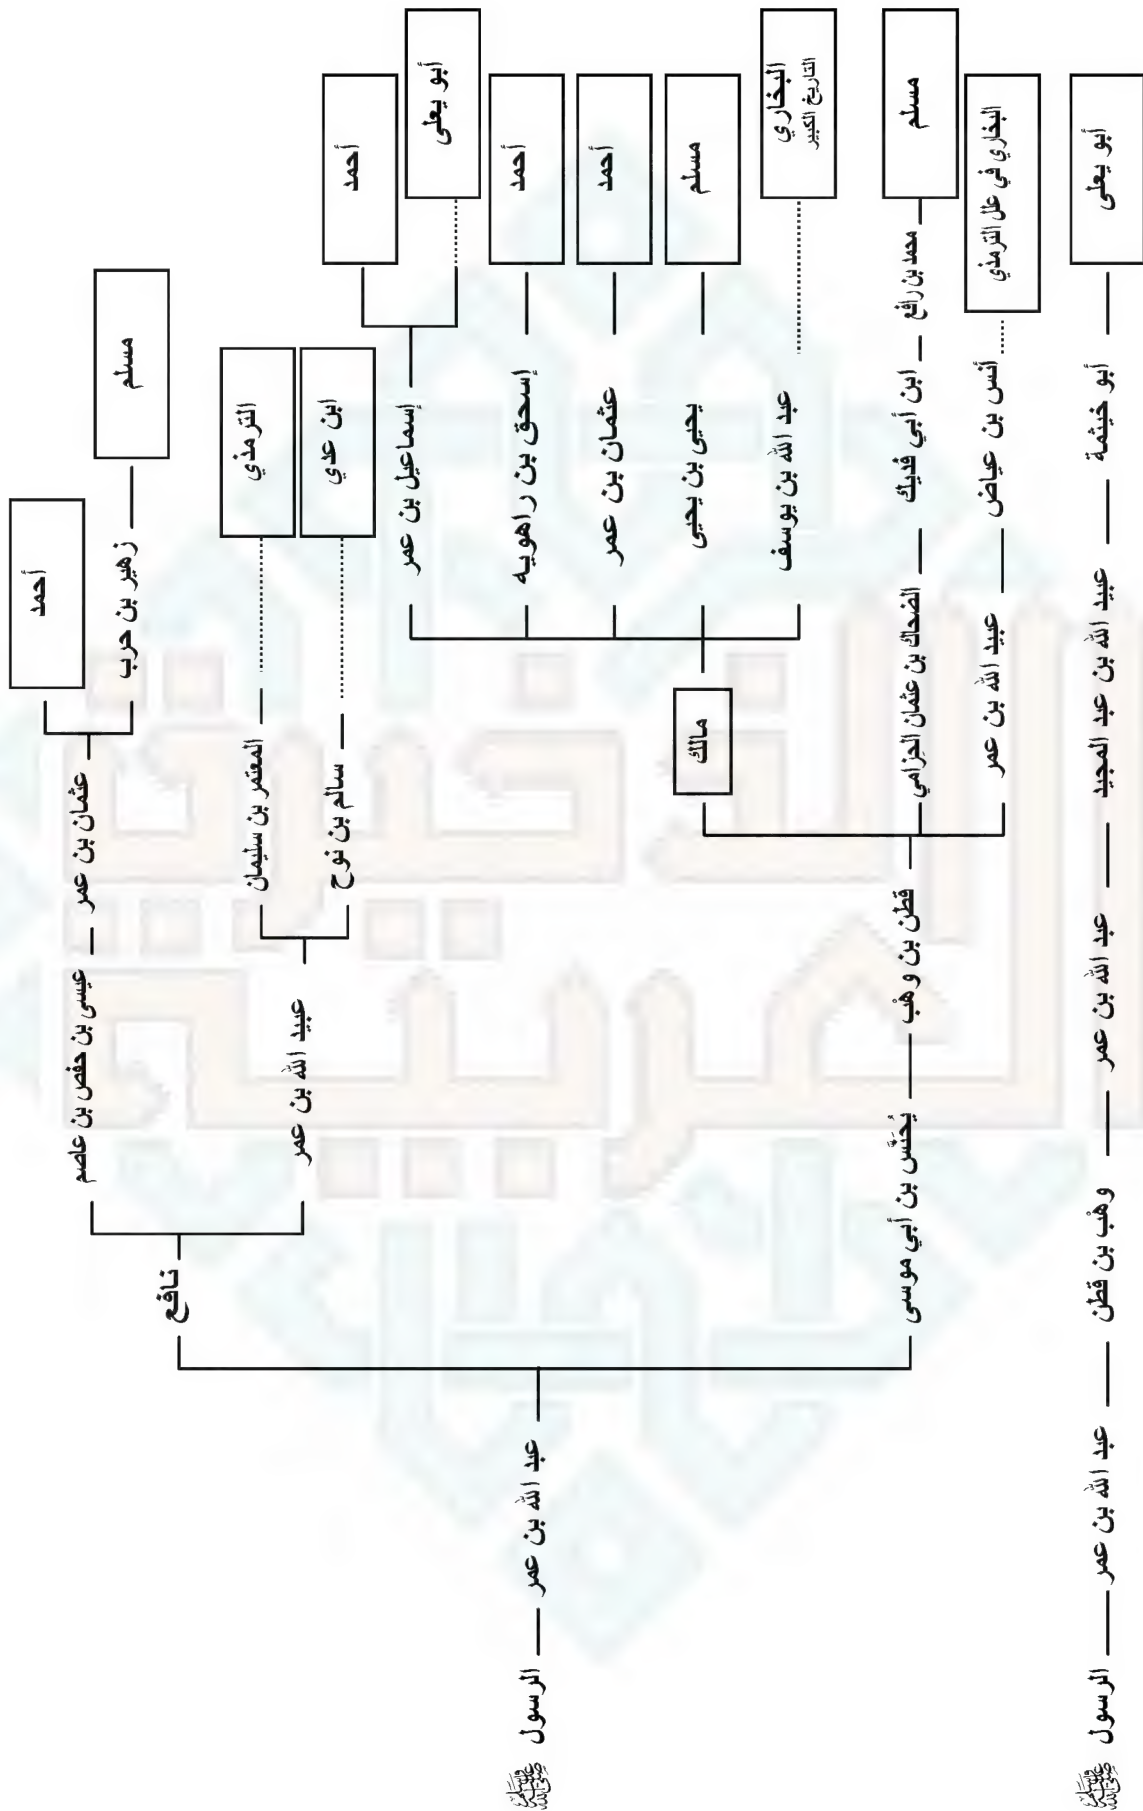 أحمد
مسلم
زهير بن حرب
عثمان بن عمر
عيسى بن حفص بن عاصم
الترمذي
المعتمر بن سليمان
ابن عدي
سالم بن نوح
عبيد الله بن عمر
نافع
أحمد
أبو يعلى
إسماعيل بن عمر
أحمد
إسحق بن راهويه
أحمد
عثمان بن عمر
مسلم
يحيى بن يحيى
البخاري
التاريخ الكبير
عبد الله بن يوسف
مالك
مسلم
محمد بن رافع
ابن أبي فديك
الضحاك بن عثمان الحزامي
البخاري في علل الترمذي
أنس بن عياض
عبيد الله بن عمر
قطن بن وهب
يُحَنَّس بن أبي موسى
عبد الله بن عمر
الرسول ﷺ
أبو يعلى
أبو خيثمة
عبيد الله بن عبد المجيد
عبد الله بن عمر
وهب بن قطن
عبد الله بن عمر
الرسول ﷺ
الذخيرة
العربية